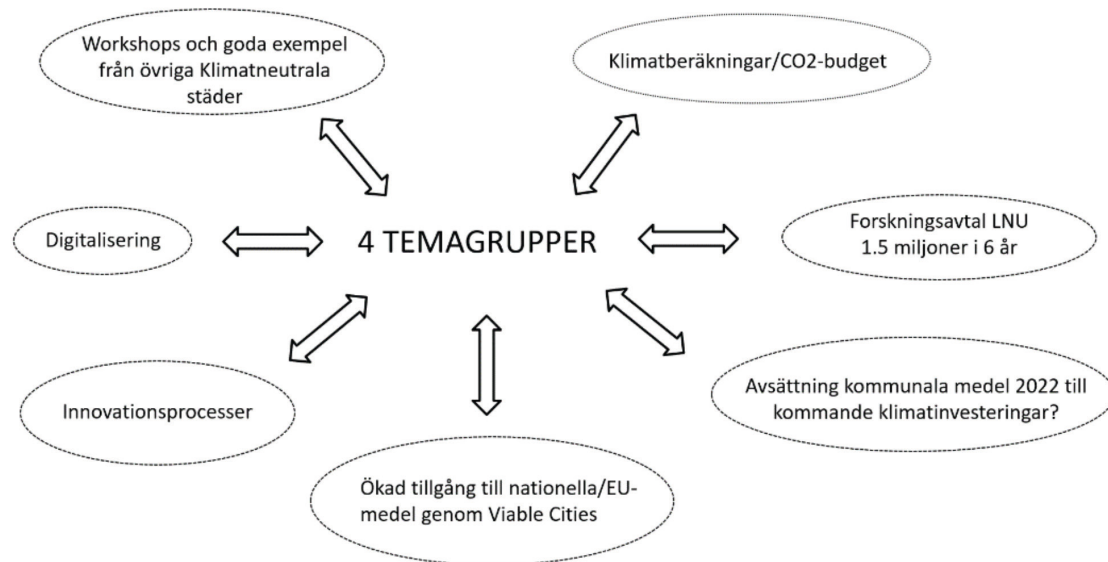 Workshops och goda exempel
från övriga Klimatneutrala
städer
Klimatberäkningar/CO2-budget
Digitalisering
4 TEMAGRUPPER
Forskningsavtal LNU
1.5 miljoner i 6 år
Innovationsprocesser
Avsättning kommunala medel 2022 till
kommande klimatinvesteringar?
Ökad tillgång till nationella/EU-
medel genom Viable Cities